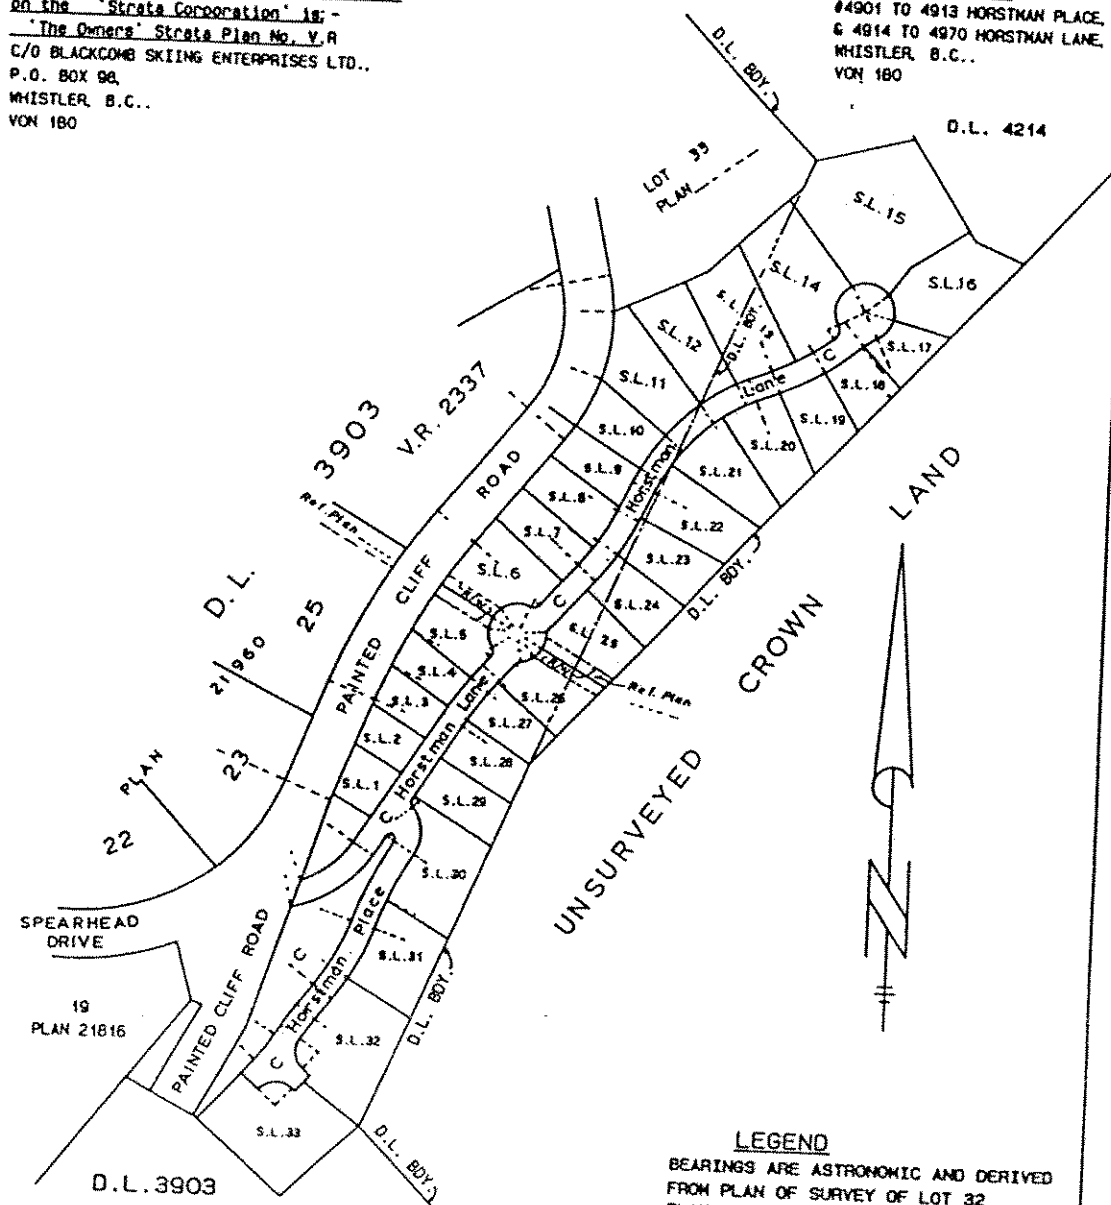 on the 'Strata Corporation' is:-
'The Owners' Strata Plan No. V.R
C/O BLACKCOMB SKIING ENTERPRISES LTD..
P.O. BOX 98,
WHISTLER, B.C..
VON 1B0
#4901 TO 4913 HORSTMAN PLACE,
& 4914 TO 4970 HORSTMAN LANE,
WHISTLER, B.C..
VON 1B0
D.L. BDY.
D.L. 4214
LOT 33
PLAN
S.L.15
S.L.16
S.L.14
S.L.13
D.L. BDY.
S.L.12
S.L.17
S.L.11
Lane
C
S.L.18
S.L.19
S.L.10
S.L.20
3903
V.R. 2337
S.L.9
Horstman
S.L.21
S.L.8
S.L.22
ROAD
S.L.7
S.L.23
LAND
Ref. Plan
S.L.6
C
S.L.24
D.L. BDY.
CLIFF
D.L.
25
S.L.5
S.L.25
CROWN
S.L.4
Ref. Plan
21960
PAINTED
S.L.3
Lane
S.L.26
S.L.27
S.L.2
Horstman
S.L.28
PLAN
23
S.L.1
S.L.29
UNSURVEYED
C
22
S.L.30
Place
SPEARHEAD
DRIVE
C
Horstman
S.L.31
D.L. BDY.
N
19
PLAN 21816
PAINTED CLIFF ROAD
S.L.32
C
S.L.33
D.L. BDY.
D.L.3903
LEGEND
BEARINGS ARE ASTRONOMIC AND DERIVED
FROM PLAN OF SURVEY OF LOT 32